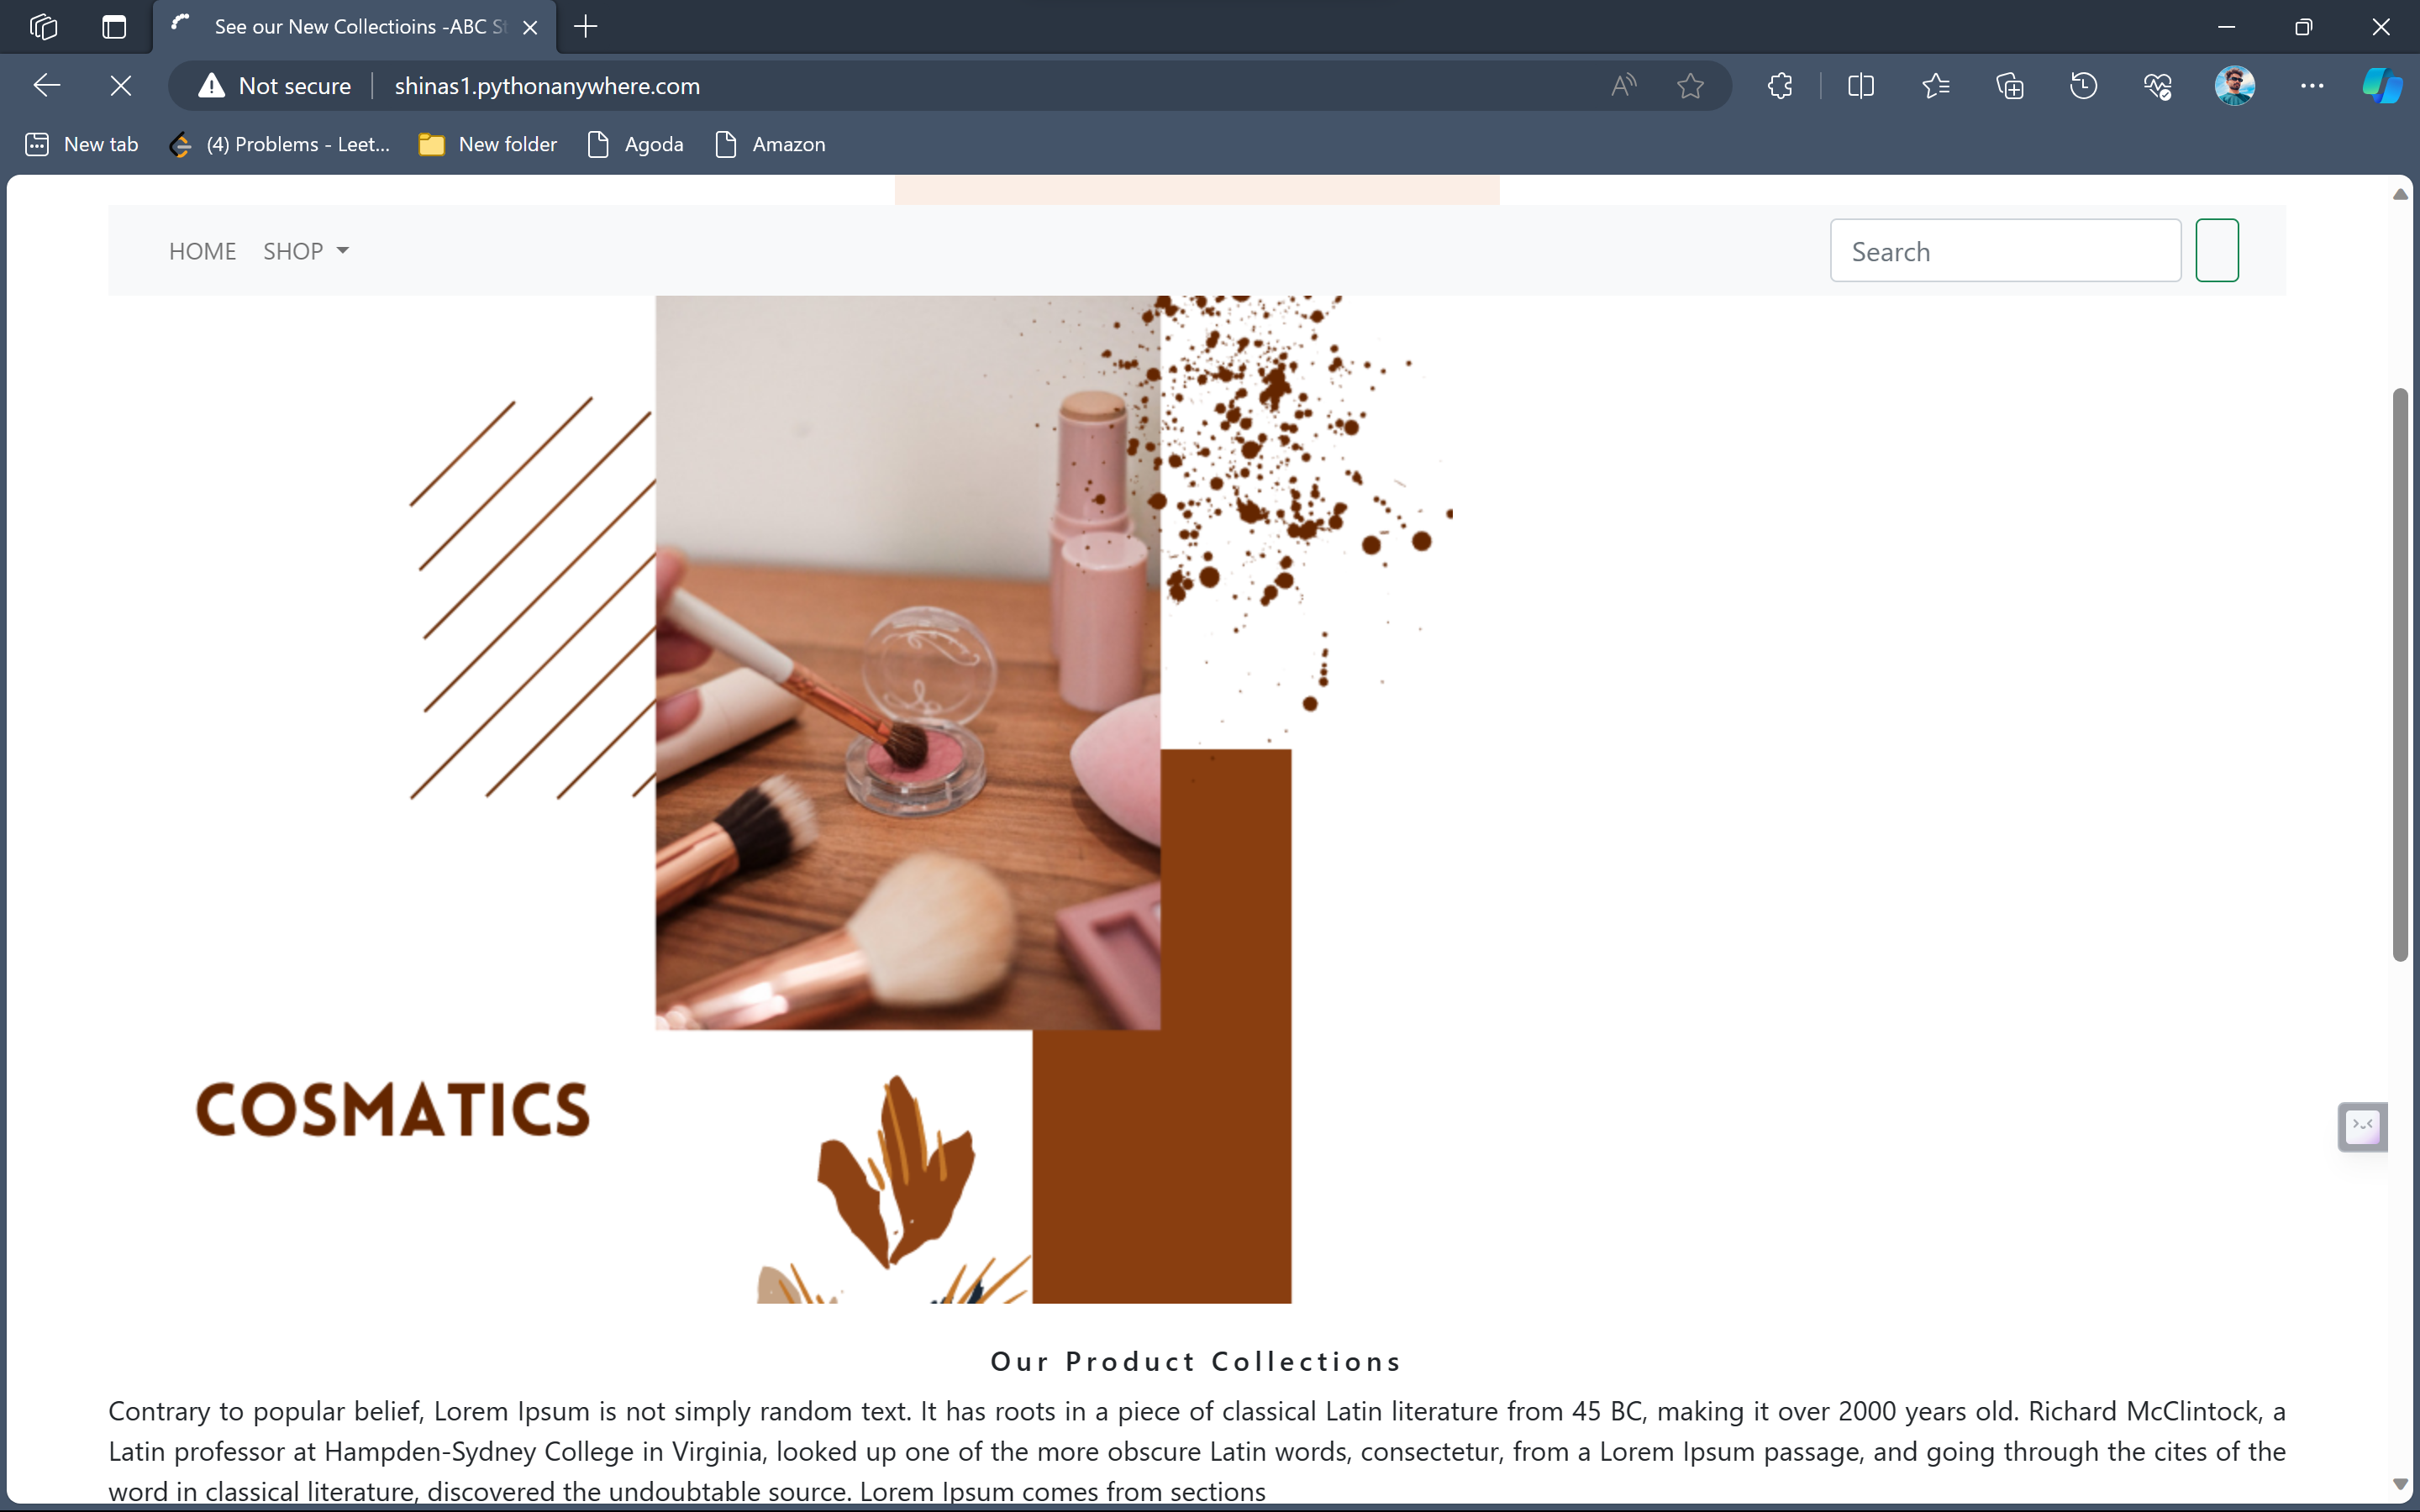 See our New Collectioins -ABC St
Not secure
shinas1.pythonanywhere.com
New tab
(4) Problems - Leet...
New folder
Agoda
Amazon
HOME
SHOP
Search
COSMATICS
Our Product Collections
Contrary to popular belief, Lorem Ipsum is not simply random text. It has roots in a piece of classical Latin literature from 45 BC, making it over 2000 years old. Richard McClintock, a
Latin professor at Hampden-Sydney College in Virginia, looked up one of the more obscure Latin words, consectetur, from a Lorem Ipsum passage, and going through the cites of the
word in classical literature, discovered the undoubtable source. Lorem Ipsum comes from sections